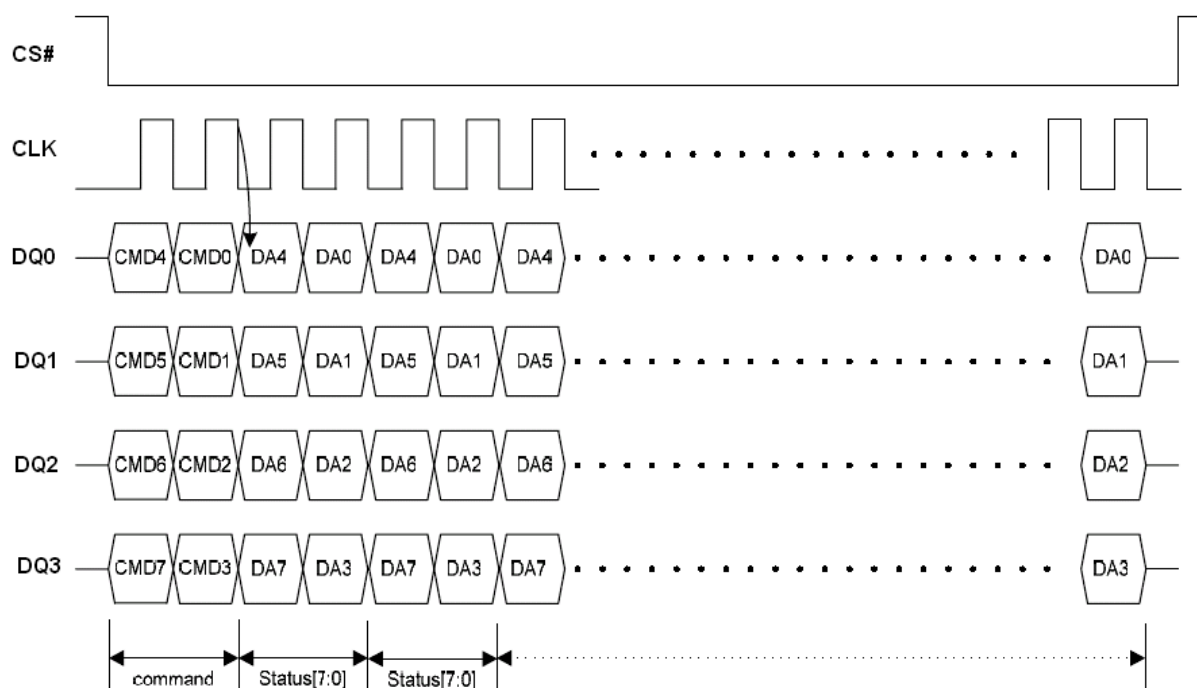 CS#
CLK
DQ0 CMD4 CMD0 DA4 DA0 DA4 DA0 DA4 DA0
DQ1 CMD5 CMD1 DA5 DA1 DA5 DA1 DA5 DA1
DQ2 CMD6 CMD2 DA6 DA2 DA6 DA2 DA6 DA2
DQ3 CMD7 CMD3 DA7 DA3 DA7 DA3 DA7 DA3
command Status[7:0] Status[7:0]